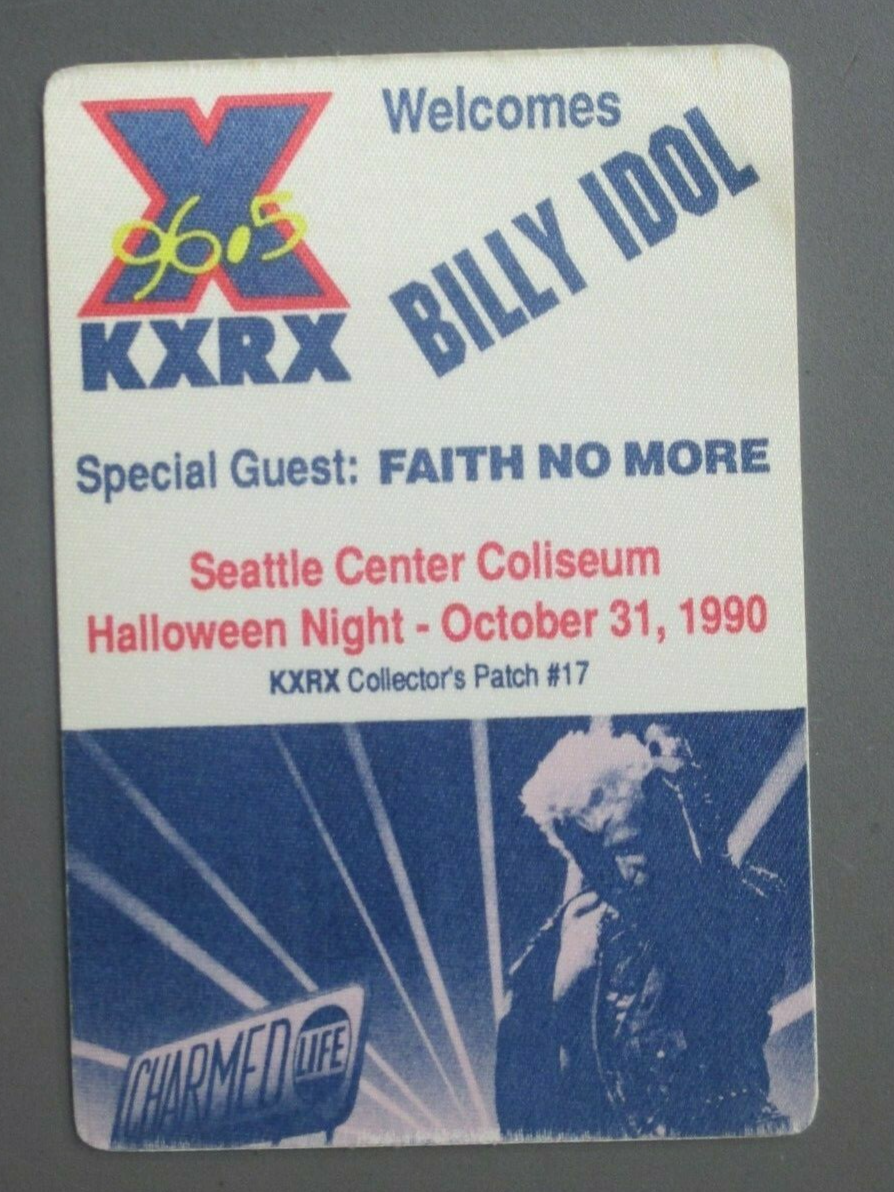 X
96.5
KXRX
Welcomes
BILLY IDOL
Special Guest: FAITH NO MORE
Seattle Center Coliseum
Halloween Night - October 31, 1990
KXRX Collector's Patch #17
CHARMED LIFE